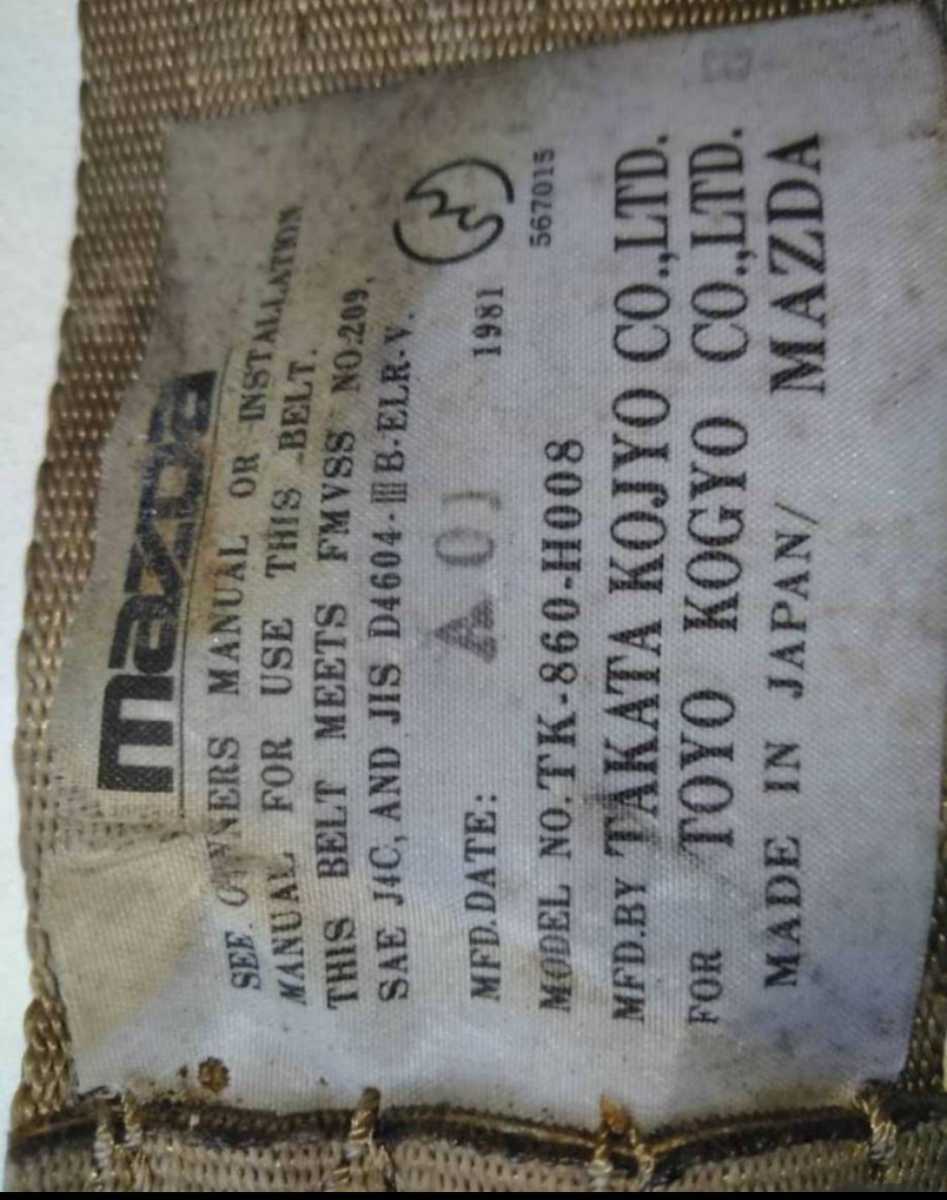 mazda
SEE. OWNERS MANUAL OR INSTALLATION
MANUAL FOR USE THIS BELT.
THIS BELT MEETS FMVSS NO.209,
SAE J4C, AND JIS D4604-ⅢB-ELR-V.
MFD.DATE: A 01 1981
MODEL NO.TK-860-H008 567015
MFD.BY TAKATA KOJYO CO.,LTD.
FOR TOYO KOGYO CO.,LTD.
MADE IN JAPAN/ MAZDA